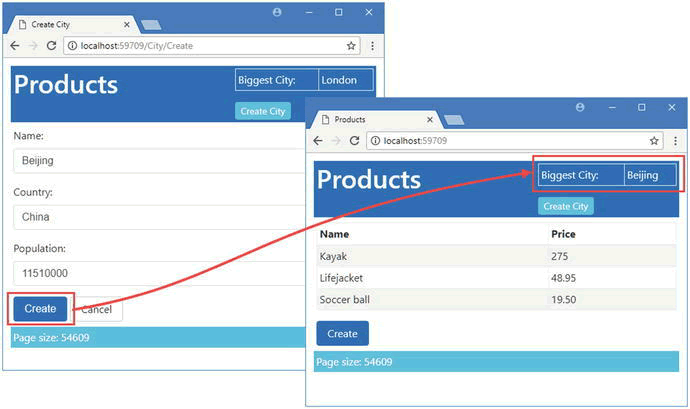 Create City
localhost:59709/City/Create
Products
Biggest City: London
Create City
Name:
Beijing
Country:
China
Population:
11510000
Create Cancel
Page size: 54609
Products
localhost:59709
Products
Biggest City: Beijing
Create City
Name Price
Kayak 275
Lifejacket 48.95
Soccer ball 19.50
Create
Page size: 54609